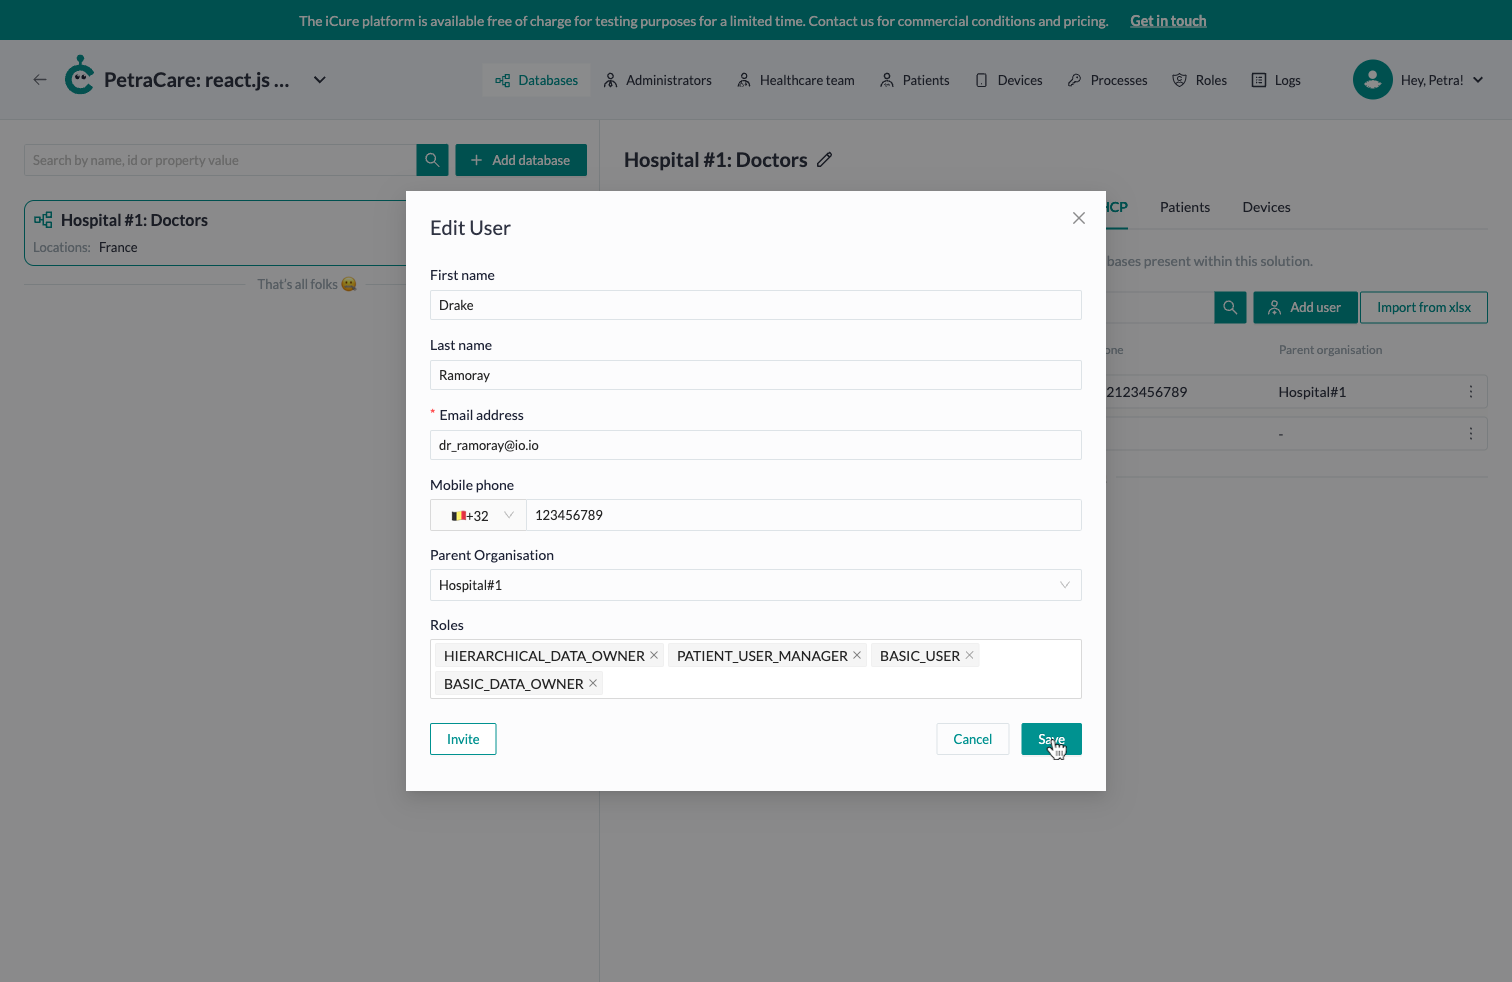 The iCure platform is available free of charge for testing purposes for a limited time. Contact us for commercial conditions and pricing. Get in touch
PetraCare: react.js ...
Databases Administrators Healthcare team Patients Devices Processes Roles Logs
Hey, Petra!
Search by name, id or property value
Add database
Hospital #1: Doctors
Locations: France
That's all folks
Hospital #1: Doctors
HCP Patients Devices
bases present within this solution.
Add user
Import from xlsx
Parent organisation
2123456789 Hospital#1
-
Edit User
First name
Drake
Last name
Ramoray
* Email address
dr_ramoray@io.io
Mobile phone
+32 123456789
Parent Organisation
Hospital#1
Roles
HIERARCHICAL_DATA_OWNER PATIENT_USER_MANAGER BASIC_USER
BASIC_DATA_OWNER
Invite Cancel Save